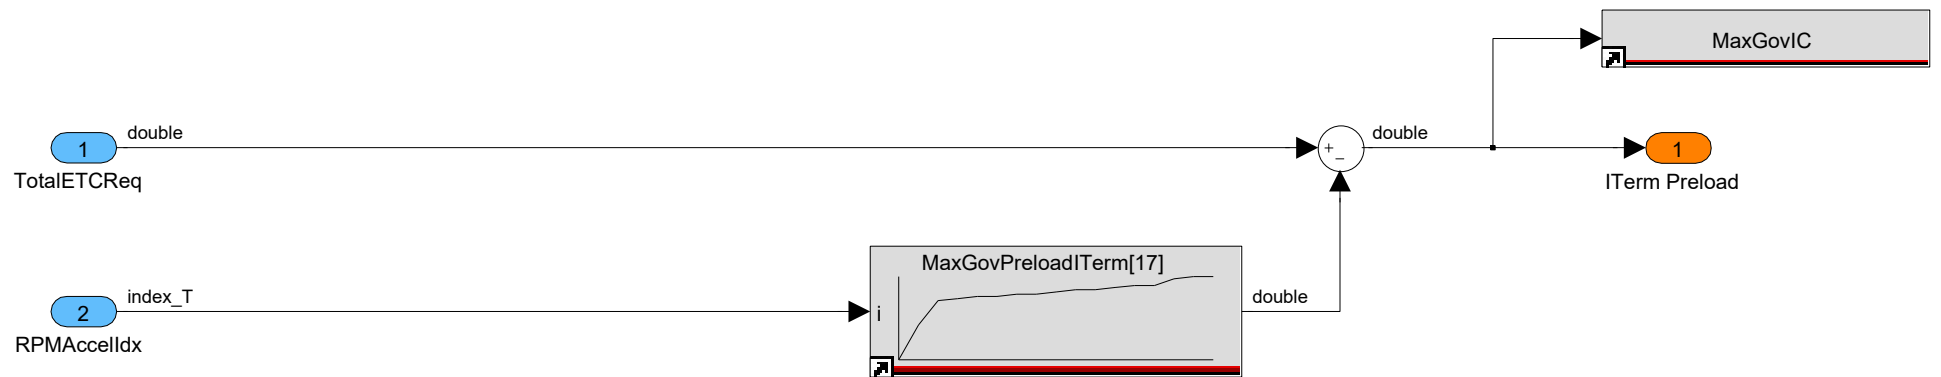 MaxGovIC
double
1
TotalETCReq
+
−
double
1
ITerm Preload
MaxGovPreloadITerm[17]
index_T
2
RPMAccelIdx
i
double